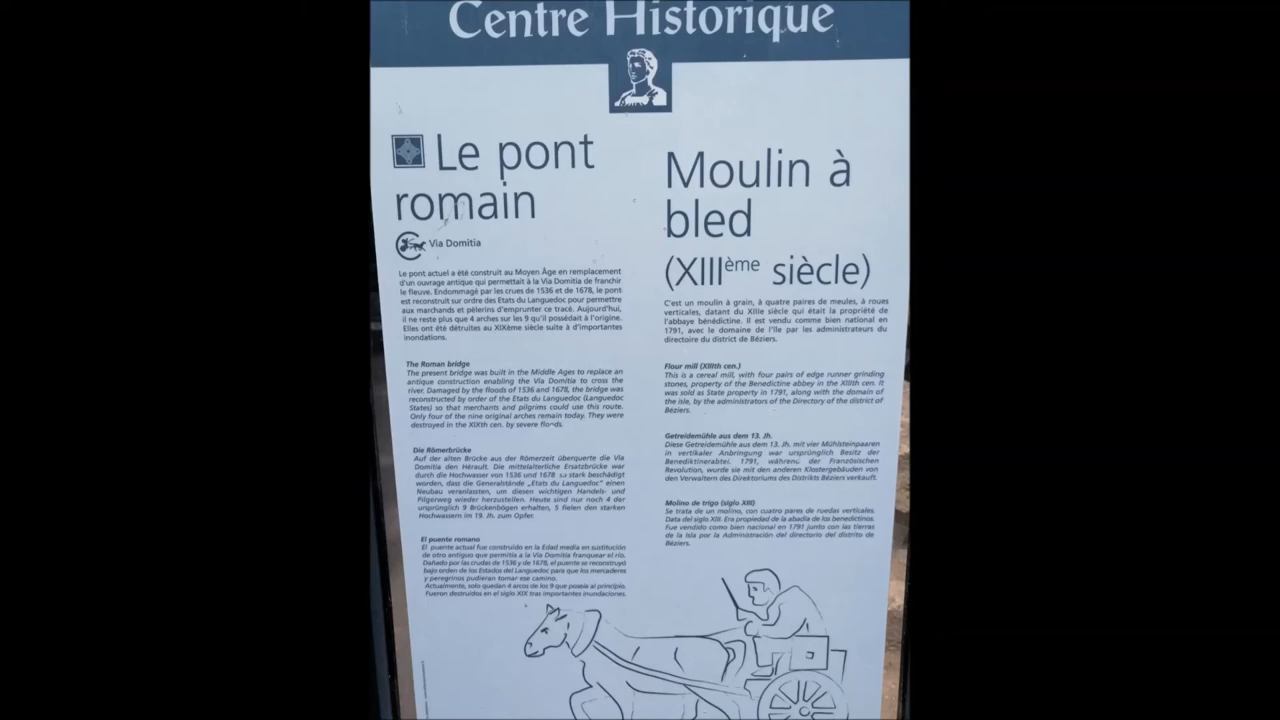 Centre Historique
Le pont
romain
Via Domitia
Le pont actuel a été construit au Moyen Âge en remplacement
d'un ouvrage antique qui permettait à la Via Domitia de franchir
le fleuve. Endommagé par les crues de 1536 et de 1678, le pont
est reconstruit sur ordre des Etats du Languedoc pour permettre
aux marchands et pèlerins d'emprunter ce tracé. Aujourd'hui,
il ne reste plus que 4 arches sur les 9 qu'il possédait à l'origine.
Elles ont été détruites au XIXème siècle suite à d'importantes
inondations.
The Roman bridge
The present bridge was built in the Middle Ages to replace an
antique construction enabling the Via Domitia to cross the
river. Damaged by the floods of 1536 and 1678, the bridge was
reconstructed by order of the Etats du Languedoc (Languedoc
States) so that merchants and pilgrims could use this route.
Only four of the nine original arches remain today. They were
destroyed in the XIXth cen. by severe floods.
Die Römerbrücke
Auf der alten Brücke aus der Römerzeit überquerte die Via
Domitia den Hérault. Die mittelalterliche Ersatzbrücke war
durch die Hochwasser von 1536 und 1678 so stark beschädigt
worden, dass die Generalstände „Etats du Languedoc" einen
Neubau veranlassten, um diesen wichtigen Handels- und
Pilgerweg wieder herzustellen. Heute sind nur noch 4 der
ursprünglich 9 Brückenbögen erhalten, 5 fielen den starken
Hochwassern im 19. Jh. zum Opfer.
El puente romano
El puente actual fue construido en la Edad media en sustitución
de otro antiguo que permitía a la Via Domitia franquear el río.
Dañado por las crudas de 1536 y de 1678, el puente se reconstruyó
bajo orden de los Estados del Languedoc para que los mercaderes
y peregrinos pudieran tomar ese camino.
Actualmente, solo quedan 4 arcos de los 9 que poseía al principio.
Fueron destruidos en el siglo XIX tras importantes inundaciones.
Moulin à
bled
(XIIIème siècle)
C'est un moulin à grain, à quatre paires de meules, à roues
verticales, datant du XIIIe siècle qui était la propriété de
l'abbaye bénédictine. Il est vendu comme bien national en
1791, avec le domaine de l'île par les administrateurs du
directoire du district de Béziers.
Flour mill (XIIIth cen.)
This is a cereal mill, with four pairs of edge runner grinding
stones, property of the Benedictine abbey in the XIIIth cen. It
was sold as State property in 1791, along with the domain of
the isle, by the administrators of the Directory of the district of
Béziers.
Getreidemühle aus dem 13. Jh.
Diese Getreidemühle aus dem 13. Jh. mit vier Mühlsteinpaaren
in vertikaler Anbringung war ursprünglich Besitz der
Benediktinerabtei. 1791, während der Französischen
Revolution, wurde sie mit den anderen Klostergebäuden von
den Verwaltern des Direktoriums des Distrikts Béziers verkauft.
Molino de trigo (siglo XIII)
Se trata de un molino, con cuatro pares de ruedas verticales.
Data del siglo XIII. Era propiedad de la abadía de los benedictinos.
Fue vendido como bien nacional en 1791 junto con las tierras
de la Isla por la Administración del directorio del distrito de
Béziers.